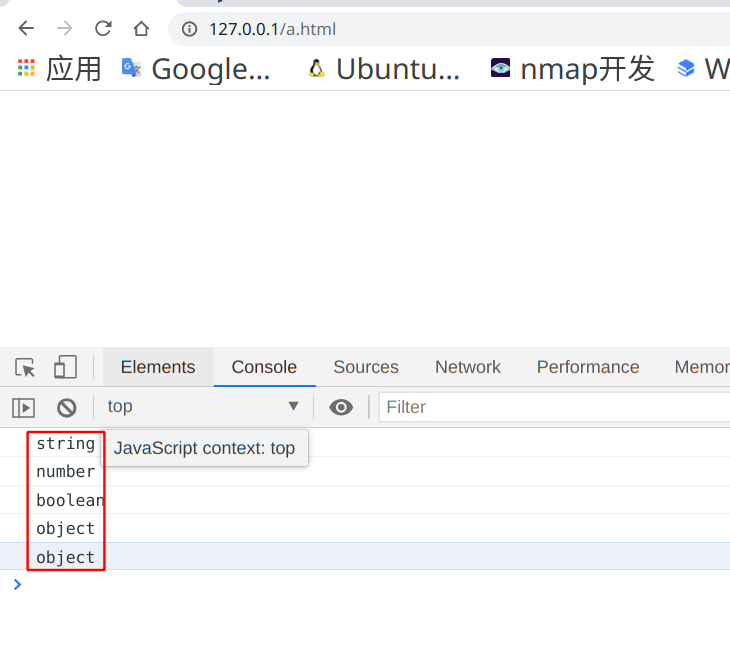 127.0.0.1/a.html
应用 Google... Ubuntu... nmap开发 W
Elements Console Sources Network Performance Memor
top Filter
string
JavaScript context: top
number
boolean
object
object